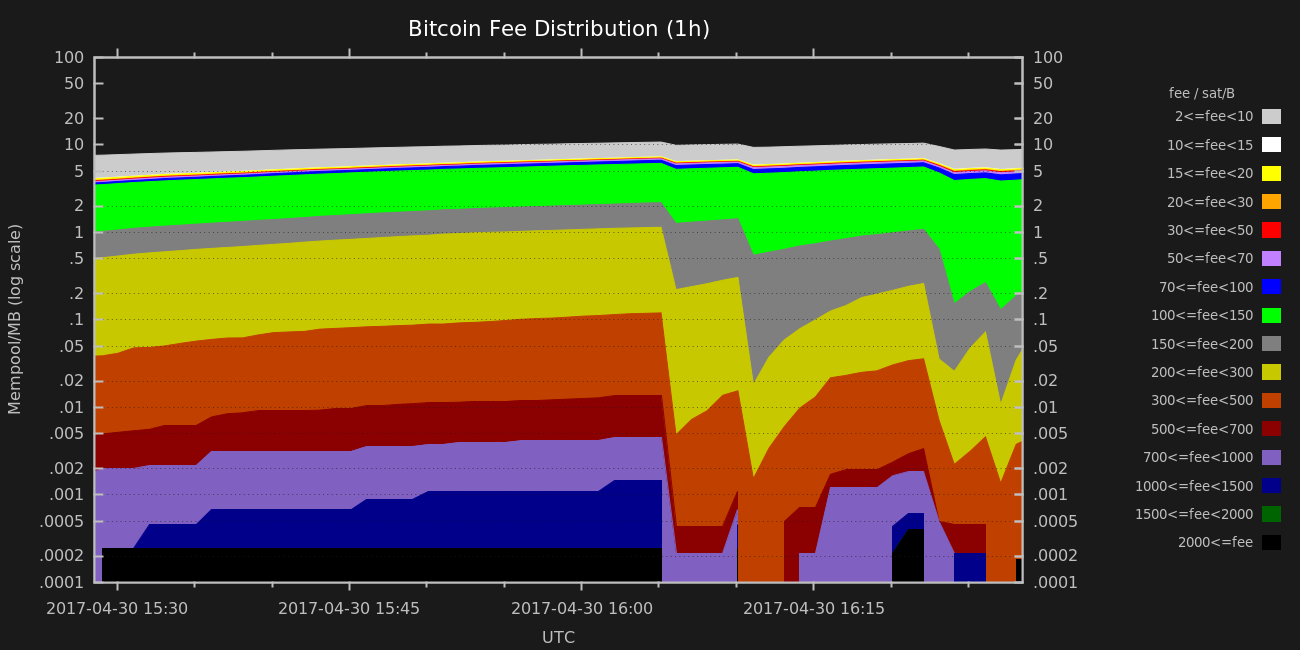 Bitcoin Fee Distribution (1h)
100
50
20
10
5
2
1
.5
.2
.1
.05
.02
.01
.005
.002
.001
.0005
.0002
.0001
Mempool/MB (log scale)
100
50
20
10
5
2
1
.5
.2
.1
.05
.02
.01
.005
.002
.001
.0005
.0002
.0001
2017-04-30 15:30
2017-04-30 15:45
2017-04-30 16:00
2017-04-30 16:15
UTC
fee / sat/B
2<=fee<10
10<=fee<15
15<=fee<20
20<=fee<30
30<=fee<50
50<=fee<70
70<=fee<100
100<=fee<150
150<=fee<200
200<=fee<300
300<=fee<500
500<=fee<700
700<=fee<1000
1000<=fee<1500
1500<=fee<2000
2000<=fee